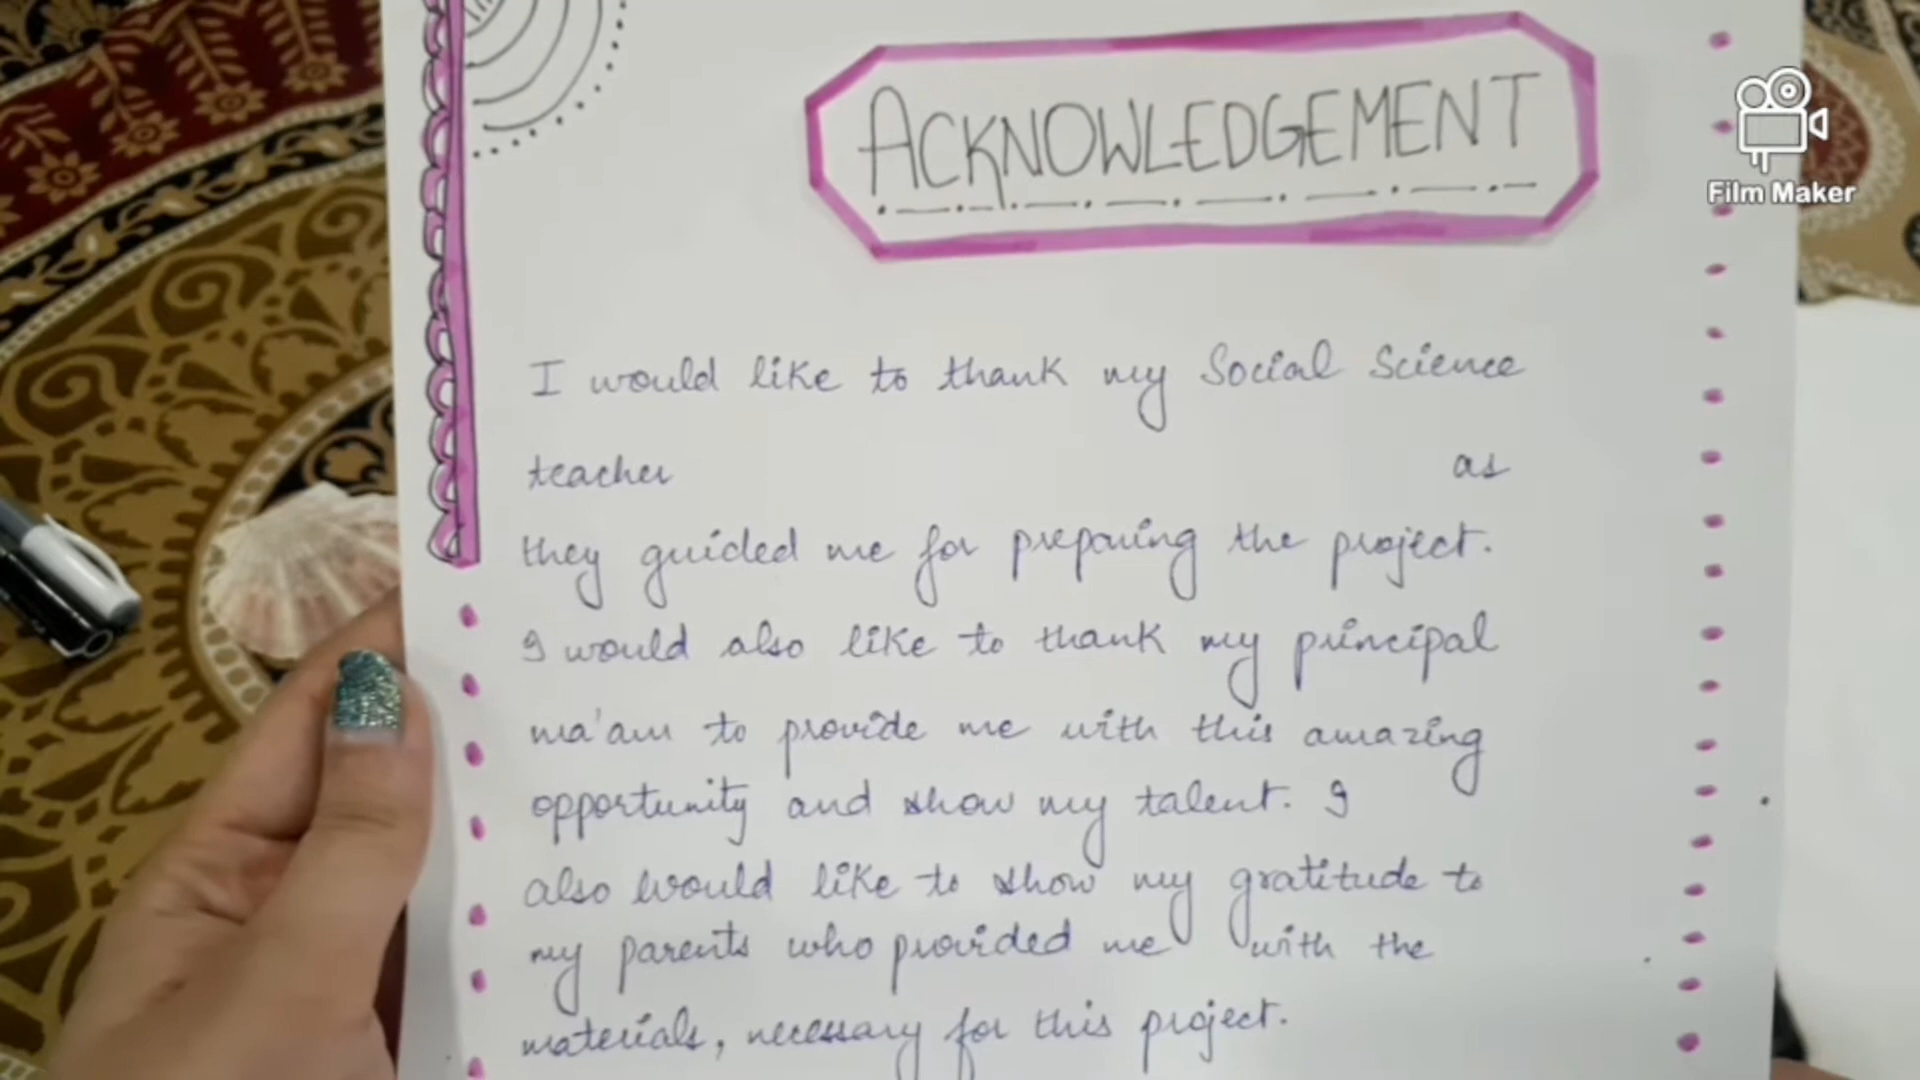 ACKNOWLEDGEMENT
Film Maker
I would like to thank my Social Science
teacher as
they guided me for preparing the project.
I would also like to thank my principal
ma'am to provide me with this amazing
opportunity and show my talent. I
also would like to show my gratitude to
my parents who provided me with the
materials, necessary for this project.